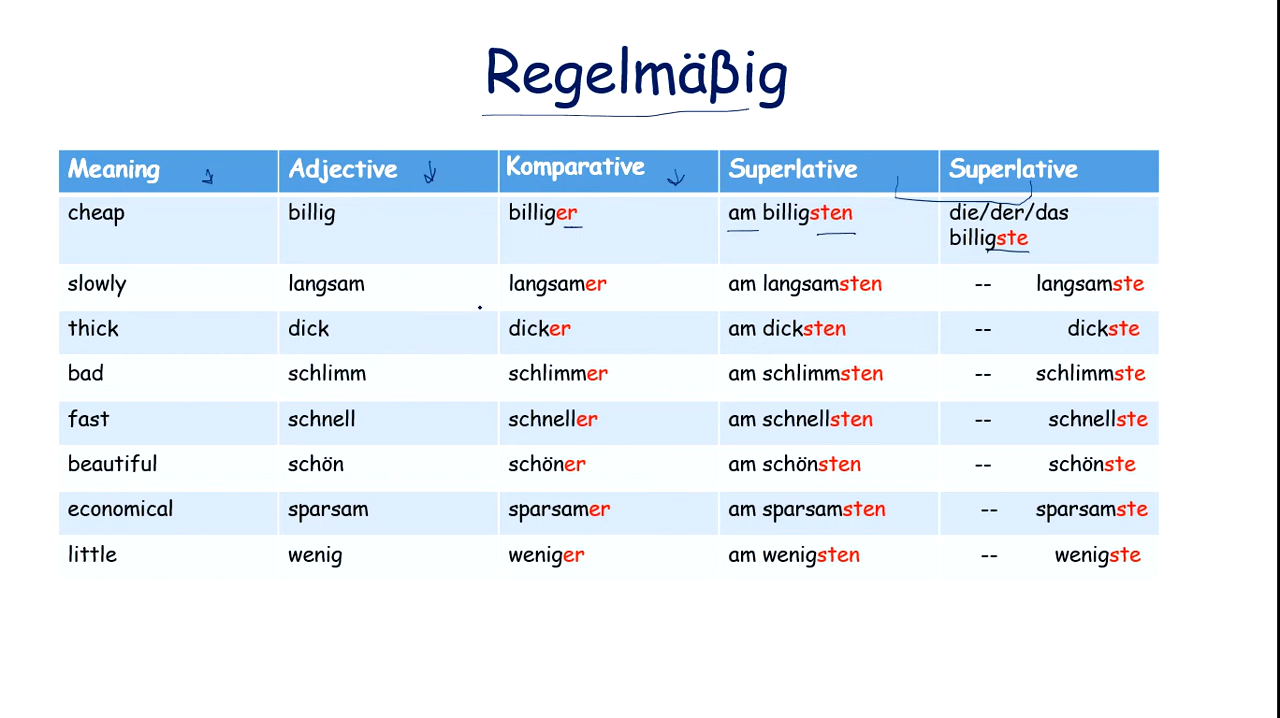 Regelmäßig
Meaning Adjective Komparative Superlative Superlative
cheap billig billiger am billigsten die/der/das
billigste
slowly langsam langsamer am langsamsten -- langsamste
thick dick dicker am dicksten -- dickste
bad schlimm schlimmer am schlimmsten -- schlimmste
fast schnell schneller am schnellsten -- schnellste
beautiful schön schöner am schönsten -- schönste
economical sparsam sparsamer am sparsamsten -- sparsamste
little wenig weniger am wenigsten -- wenigste